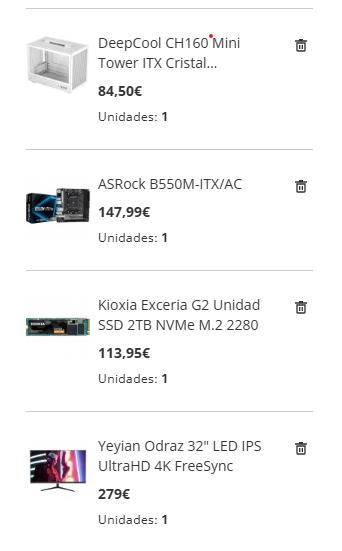 DeepCool CH160 Mini
Tower ITX Cristal...
84,50€
Unidades: 1
ASRock B550M-ITX/AC
147,99€
Unidades: 1
Kioxia Exceria G2 Unidad
SSD 2TB NVMe M.2 2280
113,95€
Unidades: 1
Yeyian Odraz 32" LED IPS
UltraHD 4K FreeSync
279€
Unidades: 1